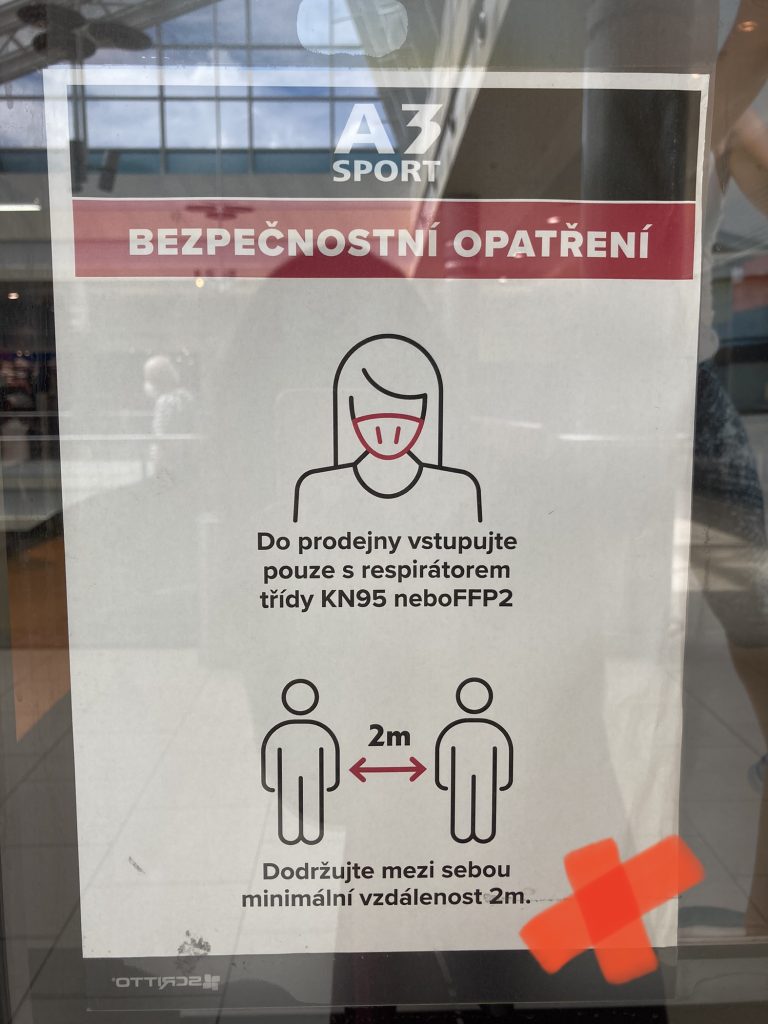 A3
SPORT
BEZPEČNOSTNÍ OPATŘENÍ
Do prodejny vstupujte
pouze s respirátorem
třídy KN95 neboFFP2
2m
Dodržujte mezi sebou
minimální vzdálenost 2m.
SCRITTO®